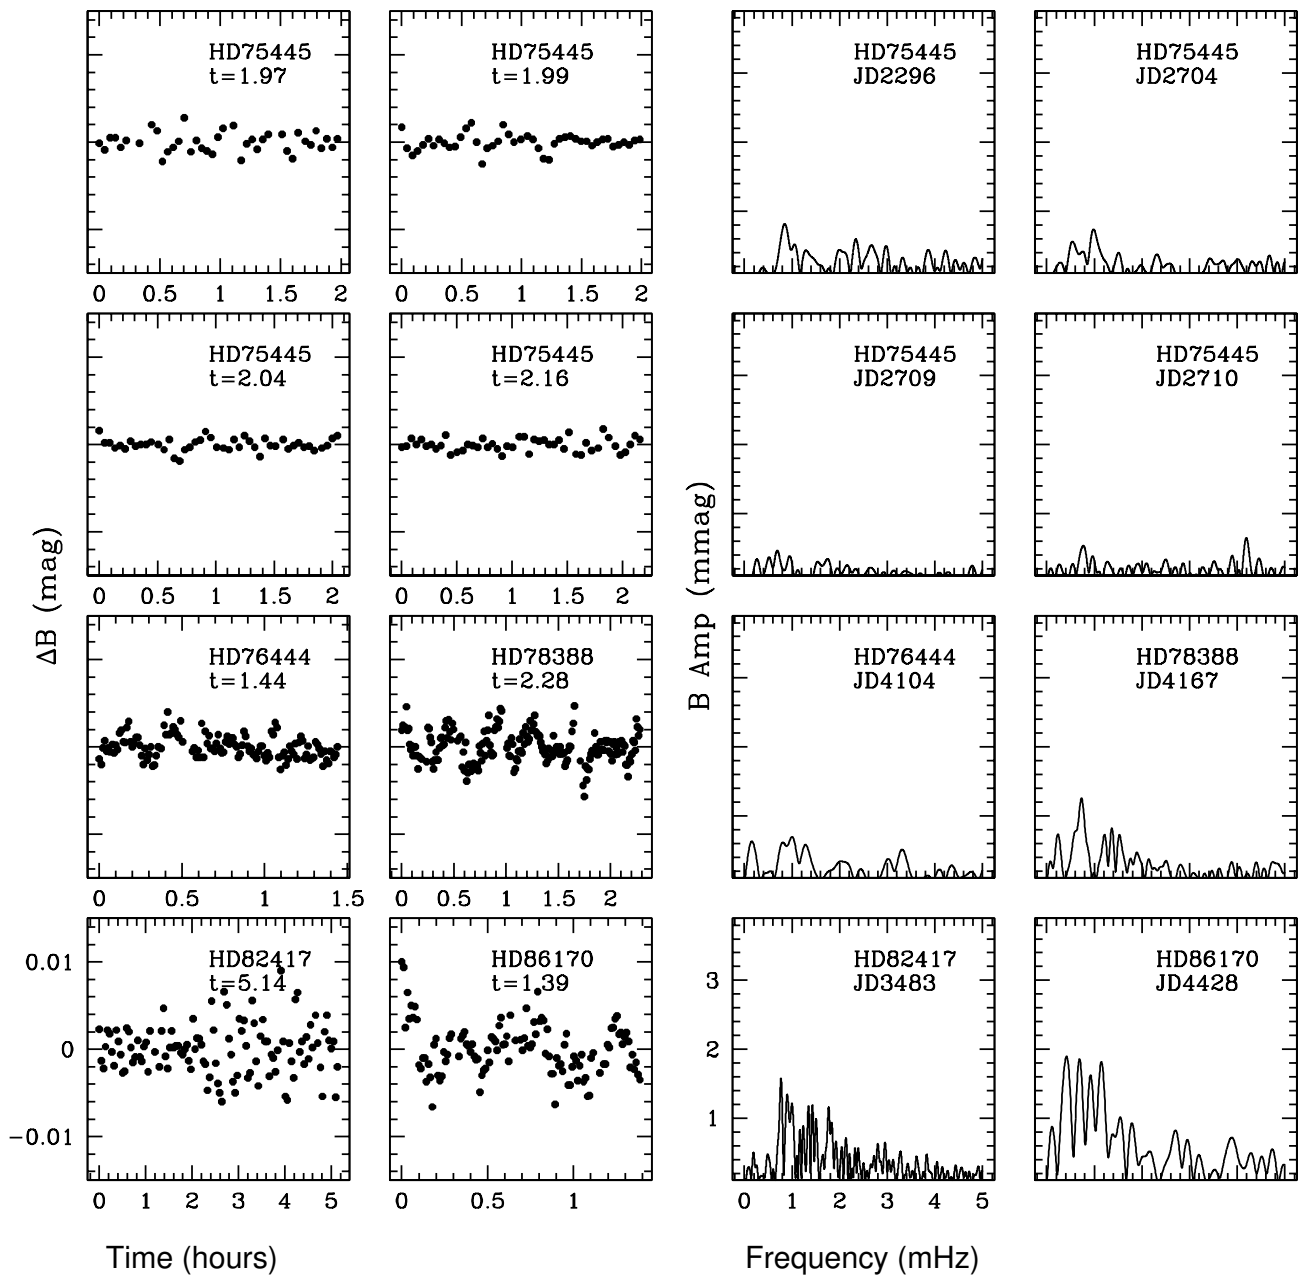 HD75445
t=1.97
HD75445
t=1.99
HD75445
JD2296
HD75445
JD2704
0 0.5 1 1.5 2
0 0.5 1 1.5 2
HD75445
t=2.04
HD75445
t=2.16
HD75445
JD2709
HD75445
JD2710
0 0.5 1 1.5 2
0 0.5 1 1.5 2
ΔB (mag)
B Amp (mmag)
HD76444
t=1.44
HD78388
t=2.28
HD76444
JD4104
HD78388
JD4167
0 0.5 1 1.5
0 0.5 1 1.5 2
HD82417
t=5.14
HD86170
t=1.39
HD82417
JD3483
HD86170
JD4428
0.01
0
−0.01
3
2
1
0 1 2 3 4 5
0 0.5 1
0 1 2 3 4 5
Time (hours)
Frequency (mHz)